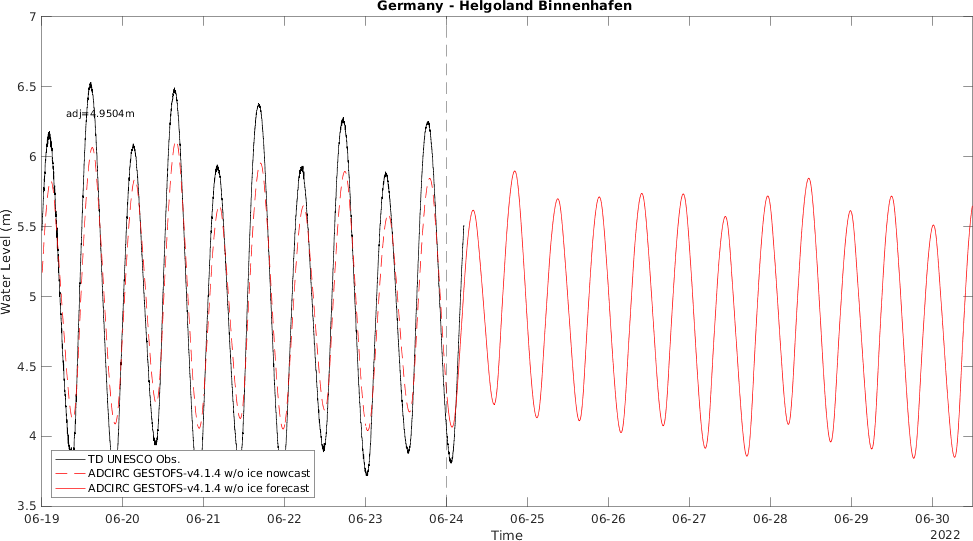 Germany - Helgoland Binnenhafen
7
6.5
adj=4.9504m
6
5.5
5
4.5
4
3.5
Water Level (m)
TD UNESCO Obs.
ADCIRC GESTOFS-v4.1.4 w/o ice nowcast
ADCIRC GESTOFS-v4.1.4 w/o ice forecast
06-19 06-20 06-21 06-22 06-23 06-24 06-25 06-26 06-27 06-28 06-29 06-30
Time
2022